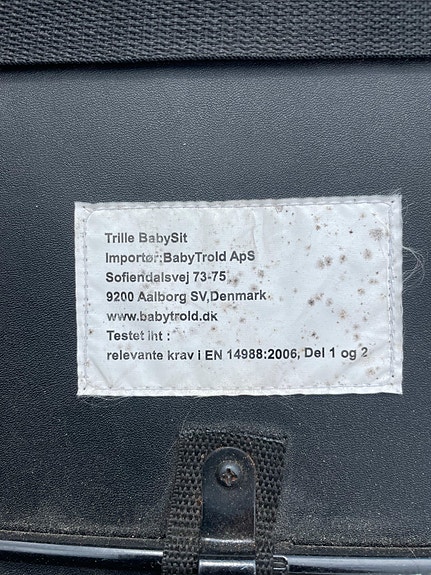 Trille BabySit
Importør:BabyTrold ApS
Sofiendalsvej 73-75
9200 Aalborg SV,Denmark
www.babytrold.dk
Testet iht :
relevante krav i EN 14988:2006, Del 1 og 2